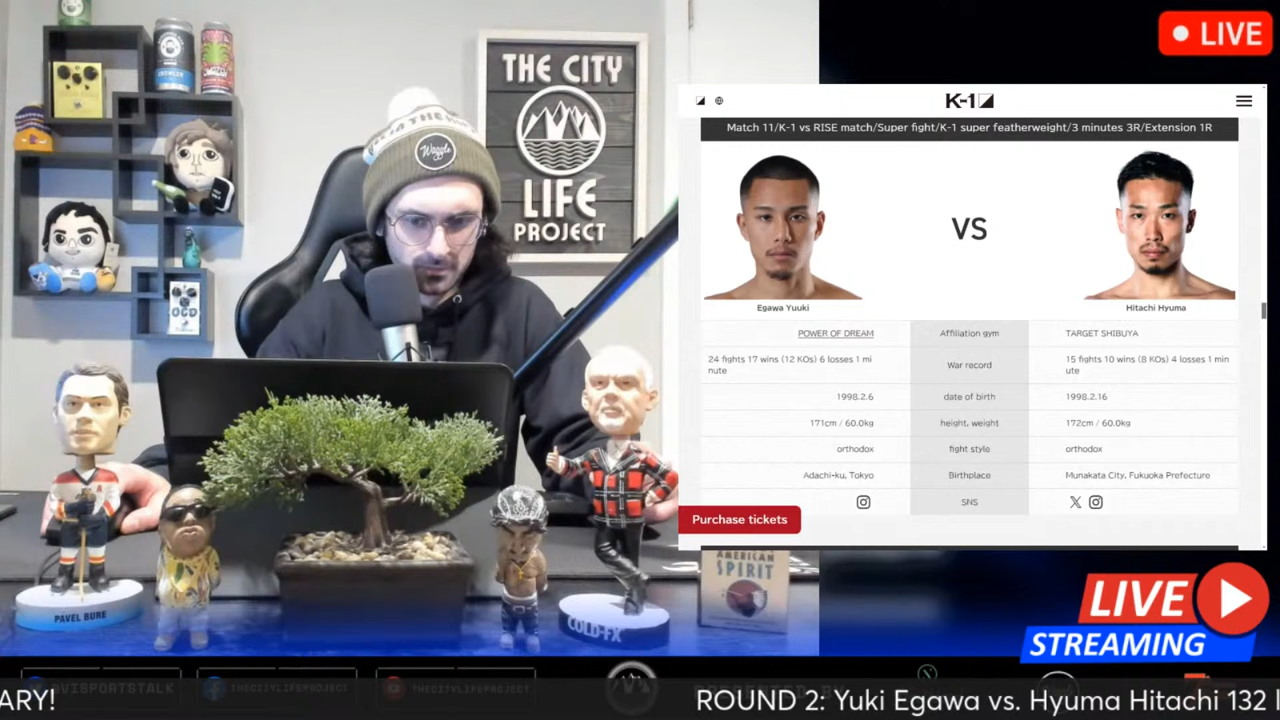 LIVE
THE CITY
LIFE
PROJECT
Waggle
OCD
K-1
Match 11/K-1 vs RISE match/Super fight/K-1 super featherweight/3 minutes 3R/Extension 1R
VS
Egawa Yuuki
Hitachi Hyuma
POWER OF DREAM Affiliation gym TARGET SHIBUYA
24 fights 17 wins (12 KOs) 6 losses 1 mi
nute
War record
15 fights 10 wins (8 KOs) 4 losses 1 min
ute
1998.2.6 date of birth 1998.2.16
171cm / 60.0kg height, weight 172cm / 60.0kg
orthodox fight style orthodox
Adachi-ku, Tokyo Birthplace Munakata City, Fukuoka Prefecture
SNS
Purchase tickets
AMERICAN
SPIRIT
PAVEL BURE
COLD-FX
LIVE
STREAMING
VISPORTSTALK
THECITYLIFEPROJECT
THECITYLIFEPROJECT
ARY!
ROUND 2: Yuki Egawa vs. Hyuma Hitachi 132